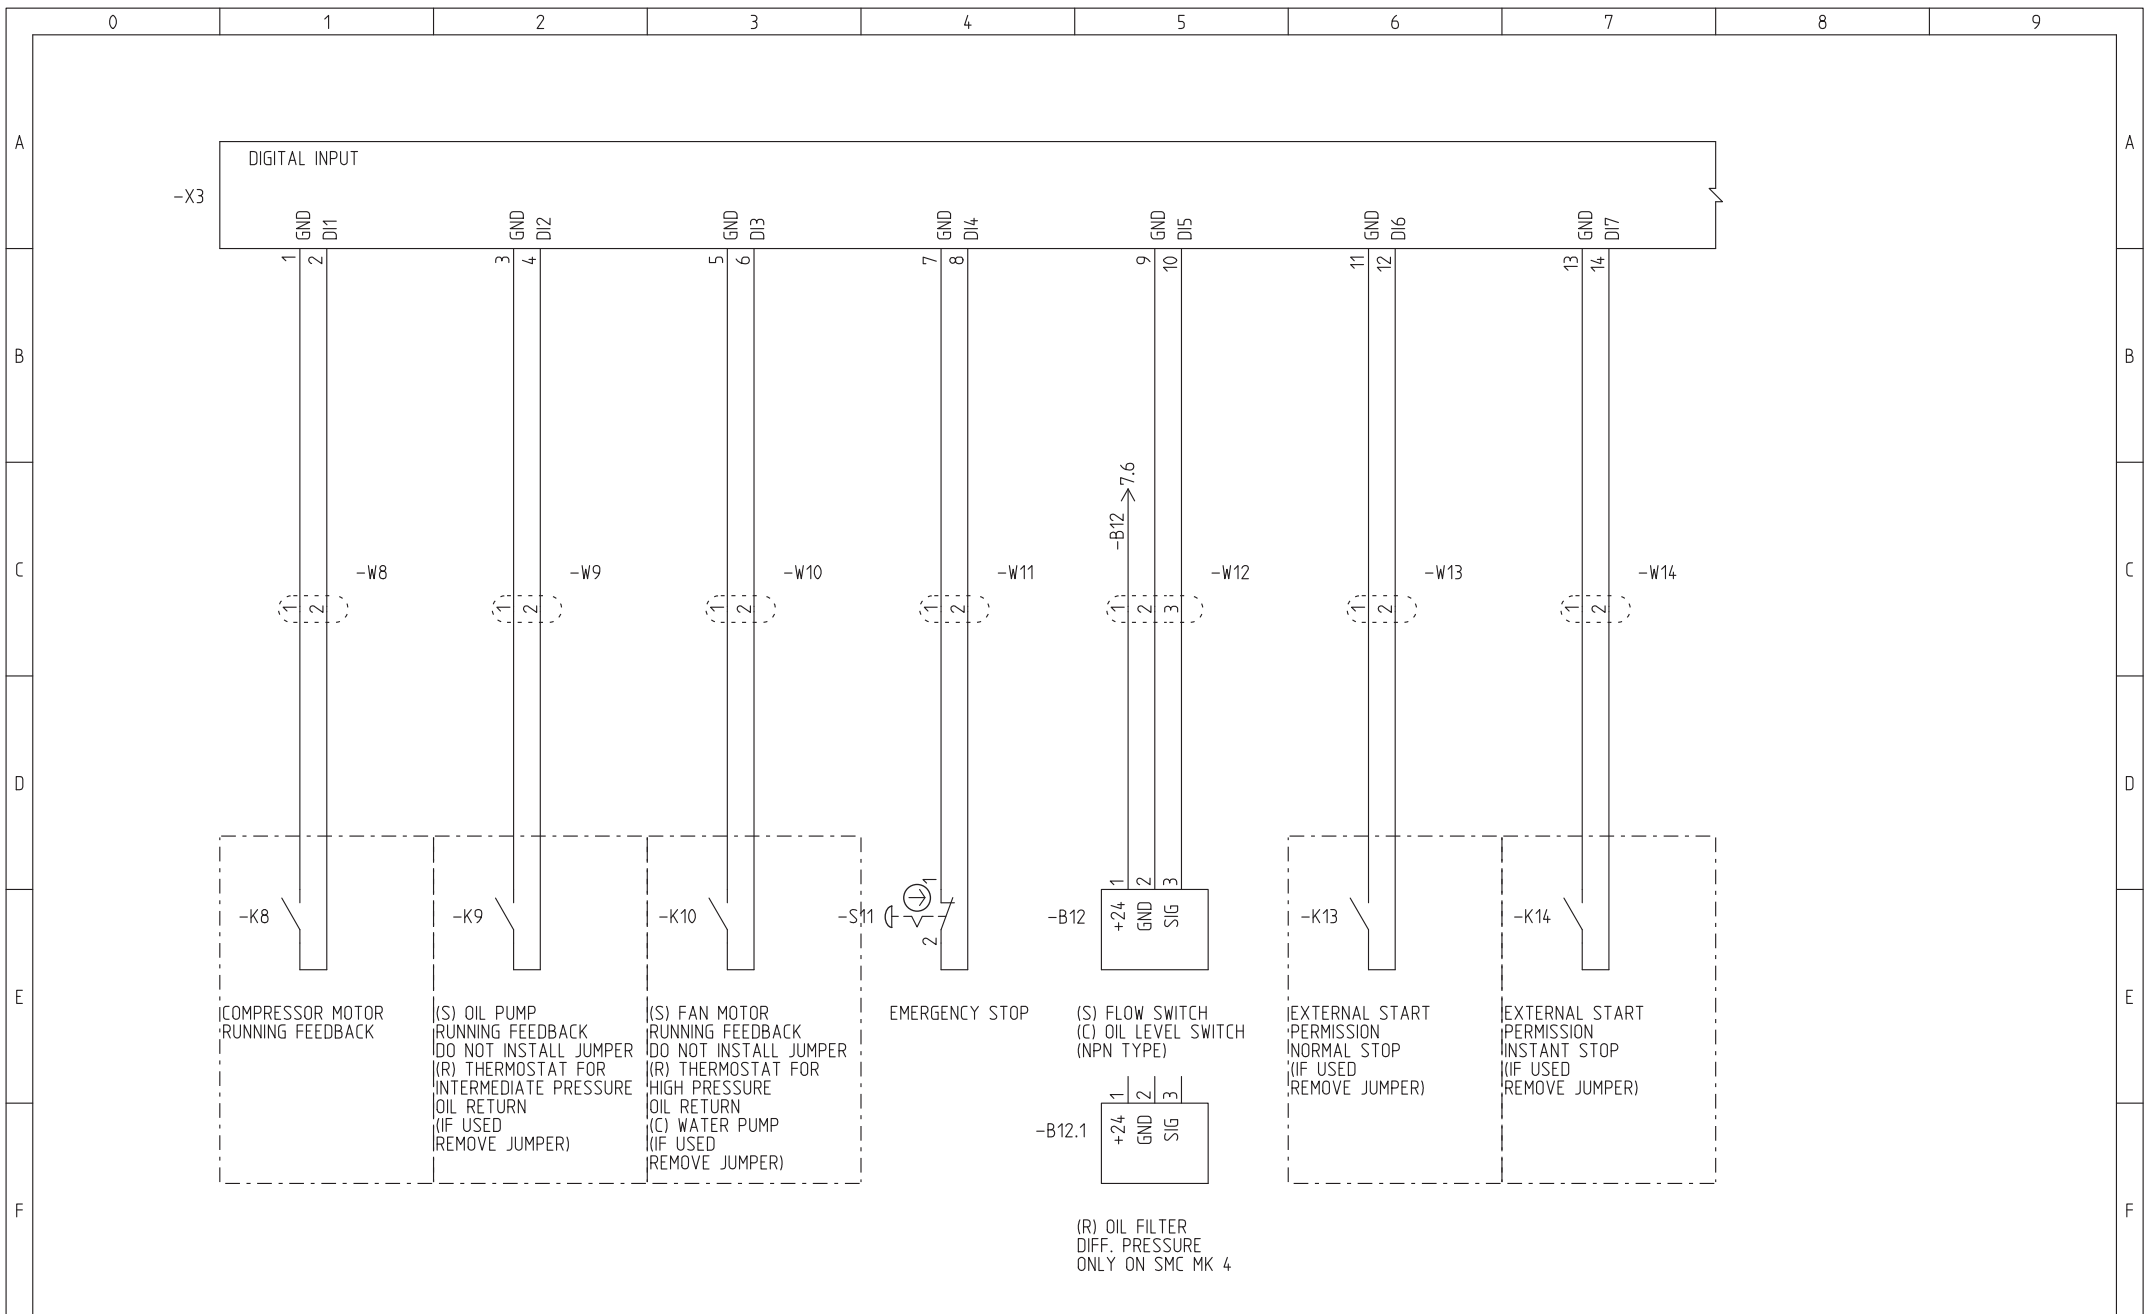 0 1 2 3 4 5 6 7 8 9
A A
DIGITAL INPUT
-X3
GND DI1 GND DI2 GND DI3 GND DI4 GND DI5 GND DI6 GND DI7
1 2 3 4 5 6 7 8 9 10 11 12 13 14
B B
7.6
-B12
C C
-W8 -W9 -W10 -W11 -W12 -W13 -W14
1 2 1 2 1 2 1 2 1 2 3 1 2 1 2
D D
1 1 2 3
-K8 -K9 -K10 -S11 -B12 +24 GND SIG -K13 -K14
2
E E
COMPRESSOR MOTOR
RUNNING FEEDBACK
(S) OIL PUMP
RUNNING FEEDBACK
DO NOT INSTALL JUMPER
(R) THERMOSTAT FOR
INTERMEDIATE PRESSURE
OIL RETURN
(IF USED
REMOVE JUMPER)
(S) FAN MOTOR
RUNNING FEEDBACK
DO NOT INSTALL JUMPER
(R) THERMOSTAT FOR
HIGH PRESSURE
OIL RETURN
(C) WATER PUMP
(IF USED
REMOVE JUMPER)
EMERGENCY STOP
(S) FLOW SWITCH
(C) OIL LEVEL SWITCH
(NPN TYPE)
EXTERNAL START
PERMISSION
NORMAL STOP
(IF USED
REMOVE JUMPER)
EXTERNAL START
PERMISSION
INSTANT STOP
(IF USED
REMOVE JUMPER)
1 2 3
-B12.1 +24 GND SIG
F F
(R) OIL FILTER
DIFF. PRESSURE
ONLY ON SMC MK 4